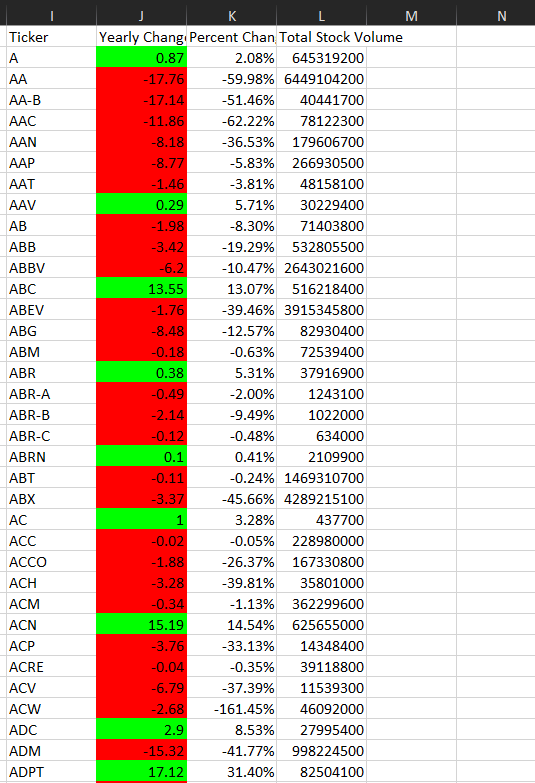 I J K L M N
Ticker Yearly Chang Percent Chan Total Stock Volume
A 0.87 2.08% 645319200
AA -17.76 -59.98% 6449104200
AA-B -17.14 -51.46% 40441700
AAC -11.86 -62.22% 78122300
AAN -8.18 -36.53% 179606700
AAP -8.77 -5.83% 266930500
AAT -1.46 -3.81% 48158100
AAV 0.29 5.71% 30229400
AB -1.98 -8.30% 71403800
ABB -3.42 -19.29% 532805500
ABBV -6.2 -10.47% 2643021600
ABC 13.55 13.07% 516218400
ABEV -1.76 -39.46% 3915345800
ABG -8.48 -12.57% 82930400
ABM -0.18 -0.63% 72539400
ABR 0.38 5.31% 37916900
ABR-A -0.49 -2.00% 1243100
ABR-B -2.14 -9.49% 1022000
ABR-C -0.12 -0.48% 634000
ABRN 0.1 0.41% 2109900
ABT -0.11 -0.24% 1469310700
ABX -3.37 -45.66% 4289215100
AC 1 3.28% 437700
ACC -0.02 -0.05% 228980000
ACCO -1.88 -26.37% 167330800
ACH -3.28 -39.81% 35801000
ACM -0.34 -1.13% 362299600
ACN 15.19 14.54% 625655000
ACP -3.76 -33.13% 14348400
ACRE -0.04 -0.35% 39118800
ACV -6.79 -37.39% 11539300
ACW -2.68 -161.45% 46092000
ADC 2.9 8.53% 27995400
ADM -15.32 -41.77% 998224500
ADPT 17.12 31.40% 82504100